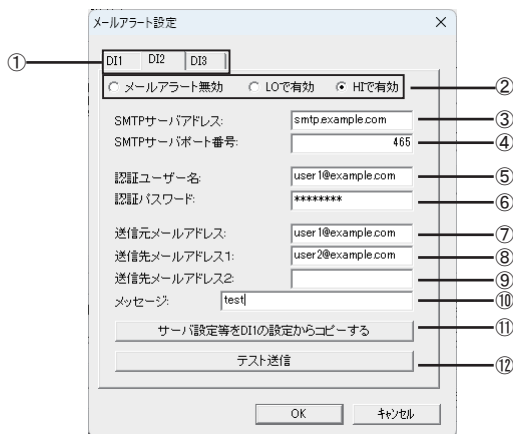 メールアラート設定
①
DI1 DI2 DI3
メールアラート無効 LOで有効 HIで有効 ②
SMTPサーバアドレス: smtp.example.com ③
SMTPサーバポート番号: 465 ④
認証ユーザー名: user1@example.com ⑤
認証パスワード: ******** ⑥
送信元メールアドレス: user1@example.com ⑦
送信先メールアドレス1: user2@example.com ⑧
送信先メールアドレス2: ⑨
メッセージ: test ⑩
サーバ設定等をDI1の設定からコピーする ⑪
テスト送信 ⑫
OK キャンセル